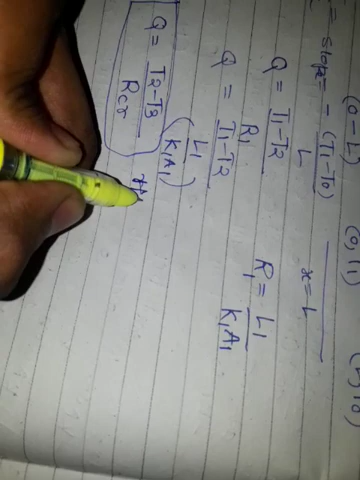 (0-L) (0,T1) (L,T0)
= slope = - (T1-T0)
L
x=L
Q = T1-T2
R1
R1 = L1
K1A1
Q = T1-T2
(L1
K1A1)
Q = T2-T3
RCT